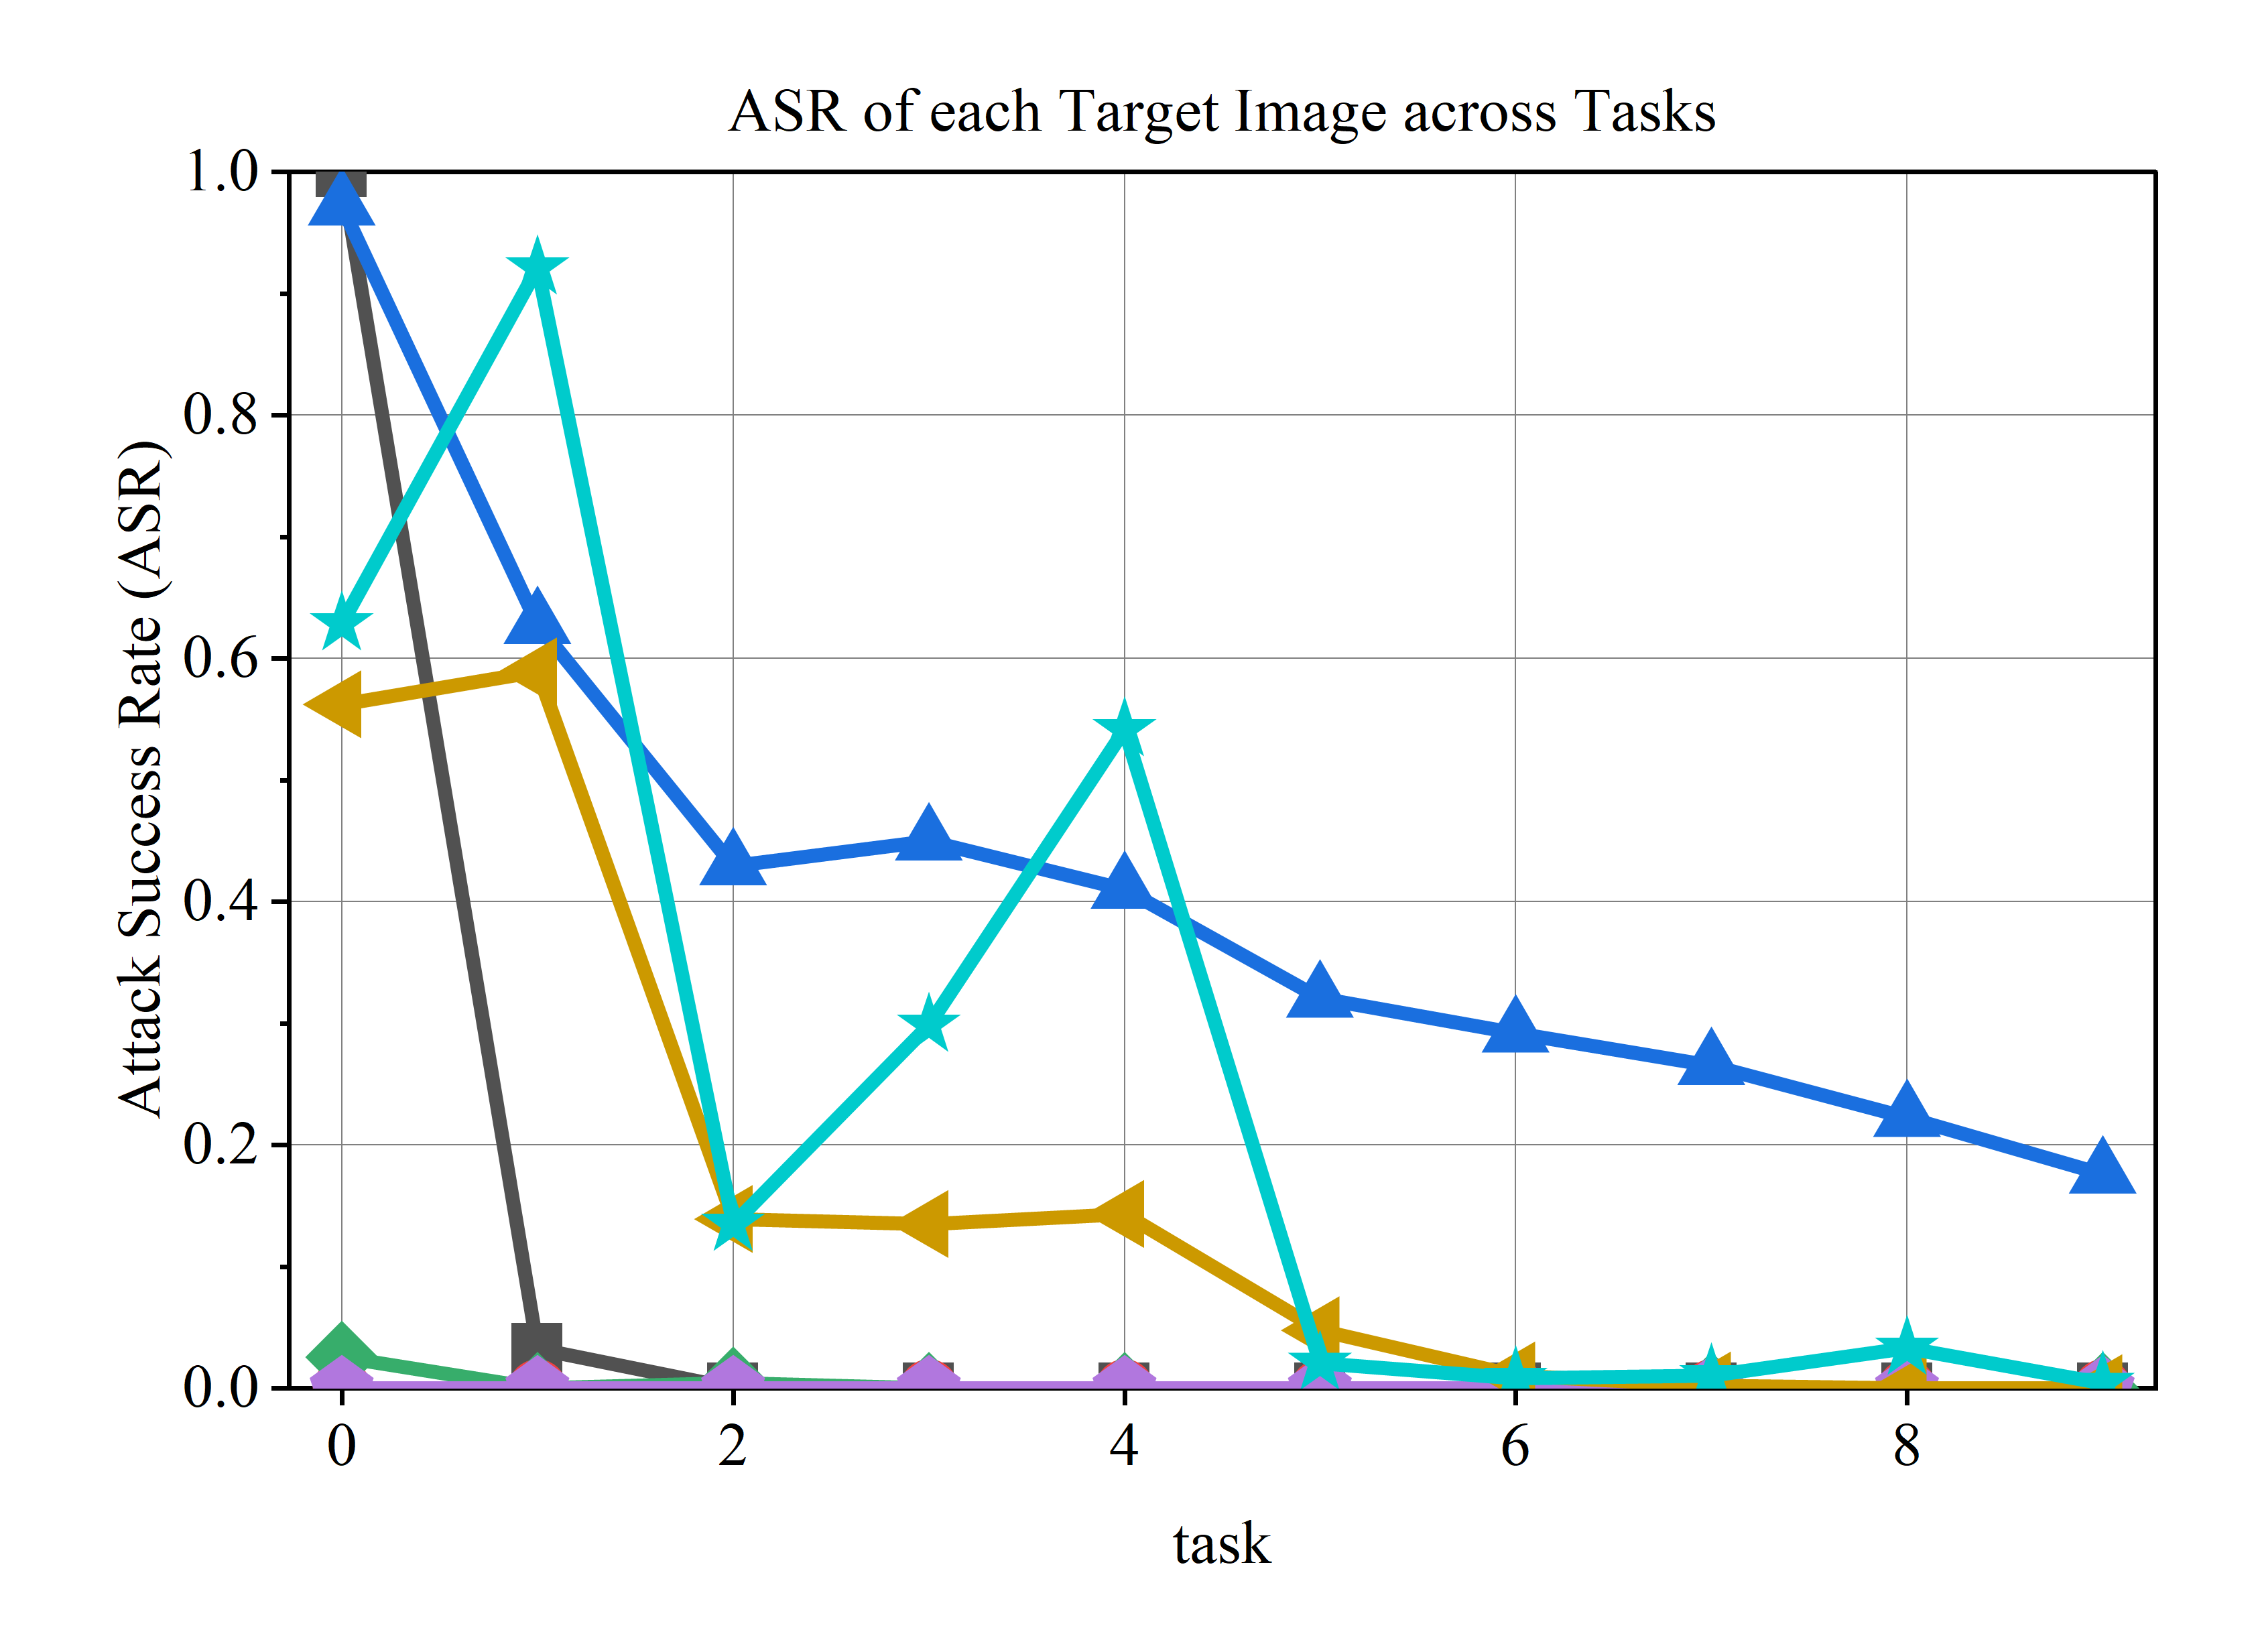 ASR of each Target Image across Tasks
1.0
0.8
0.6
0.4
0.2
0.0
Attack Success Rate (ASR)
0 2 4 6 8
task